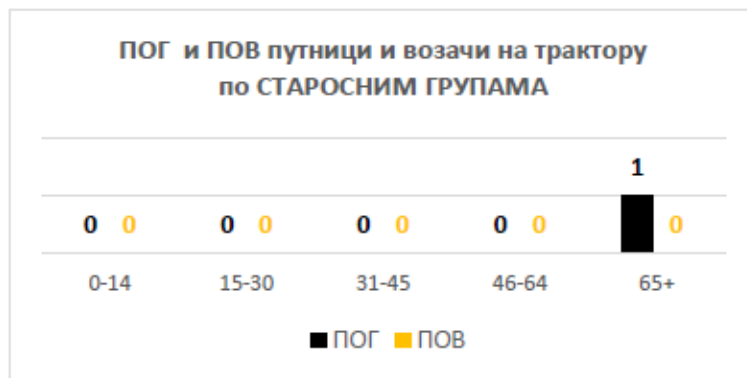 ПОГ и ПОВ путници и возачи на трактору
по СТАРОСНИМ ГРУПАМА
1
0 0 0 0 0 0 0 0 0
0-14 15-30 31-45 46-64 65+
ПОГ ПОВ